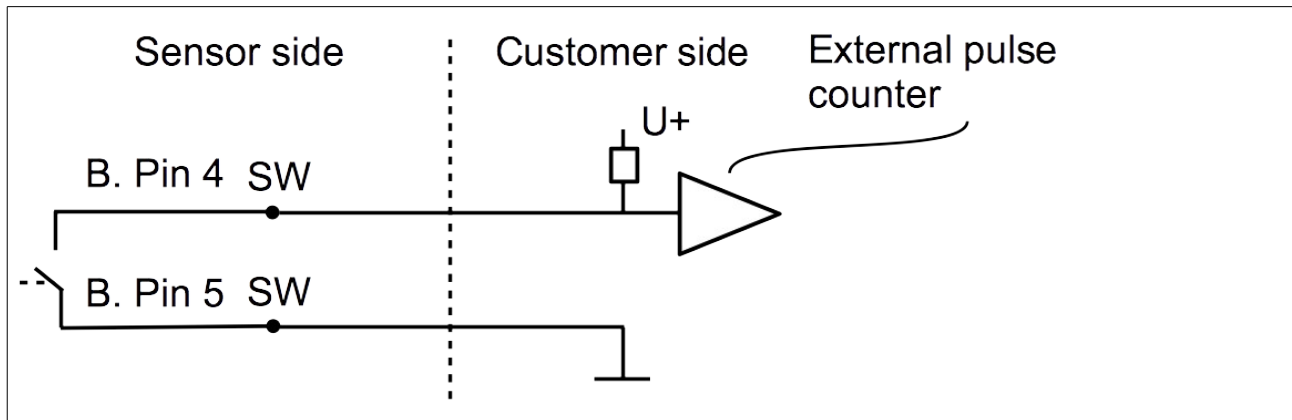 Sensor side
Customer side
External pulse
counter
U+
B. Pin 4 SW
B. Pin 5 SW